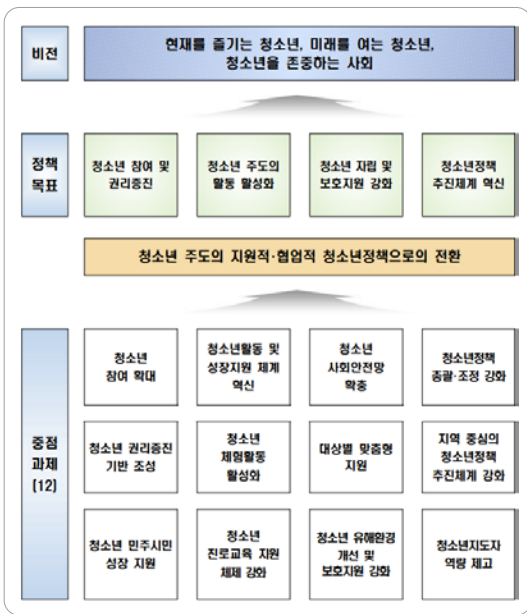 비전
현재를 즐기는 청소년, 미래를 여는 청소년,
청소년을 존중하는 사회
정책
목표
청소년 참여 및
권리증진
청소년 주도의
활동 활성화
청소년 자립 및
보호지원 강화
청소년정책
추진체계 혁신
청소년 주도의 지원적·협업적 청소년정책으로의 전환
중점
과제
(12)
청소년
참여 확대
청소년활동 및
성장지원 체계
혁신
청소년
사회안전망
확충
청소년정책
총괄·조정 강화
청소년 권리증진
기반 조성
청소년
체험활동
활성화
대상별 맞춤형
지원
지역 중심의
청소년정책
추진체계 강화
청소년 민주시민
성장 지원
청소년
진로교육 지원
체제 강화
청소년 유해환경
개선 및
보호지원 강화
청소년지도자
역량 제고